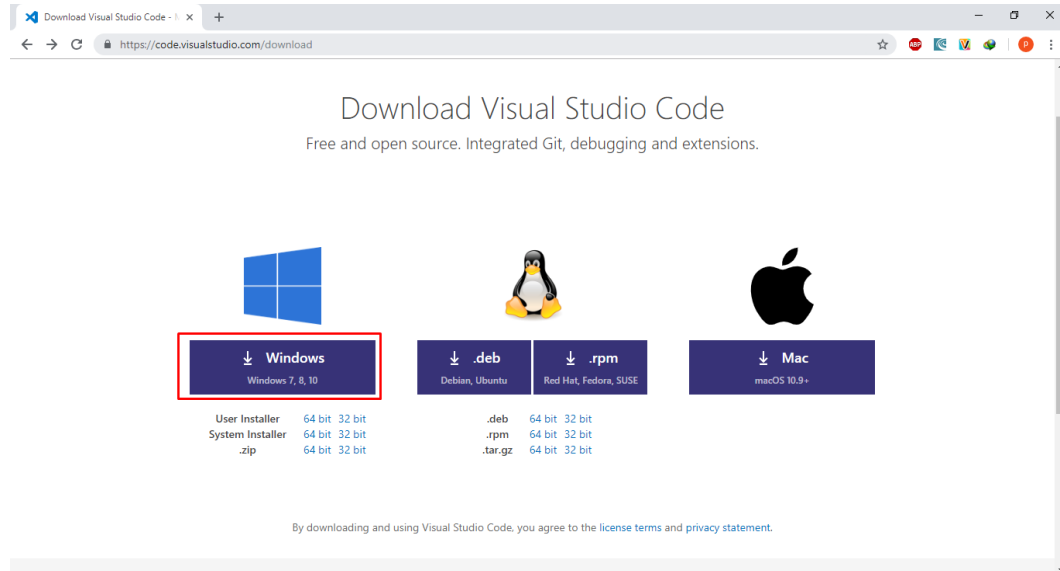 Download Visual Studio Code - M
https://code.visualstudio.com/download
ABP
P
Download Visual Studio Code
Free and open source. Integrated Git, debugging and extensions.
Windows
Windows 7, 8, 10
.deb
Debian, Ubuntu
.rpm
Red Hat, Fedora, SUSE
Mac
macOS 10.9+
User Installer 64 bit 32 bit
System Installer 64 bit 32 bit
.zip 64 bit 32 bit
.deb 64 bit 32 bit
.rpm 64 bit 32 bit
.tar.gz 64 bit 32 bit
By downloading and using Visual Studio Code, you agree to the license terms and privacy statement.